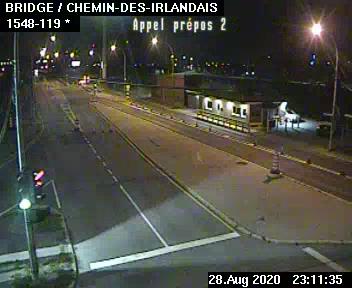 BRIDGE / CHEMIN-DES-IRLANDAIS
1548-119 *
Appel prépos 2
28.Aug 2020 23:11:35